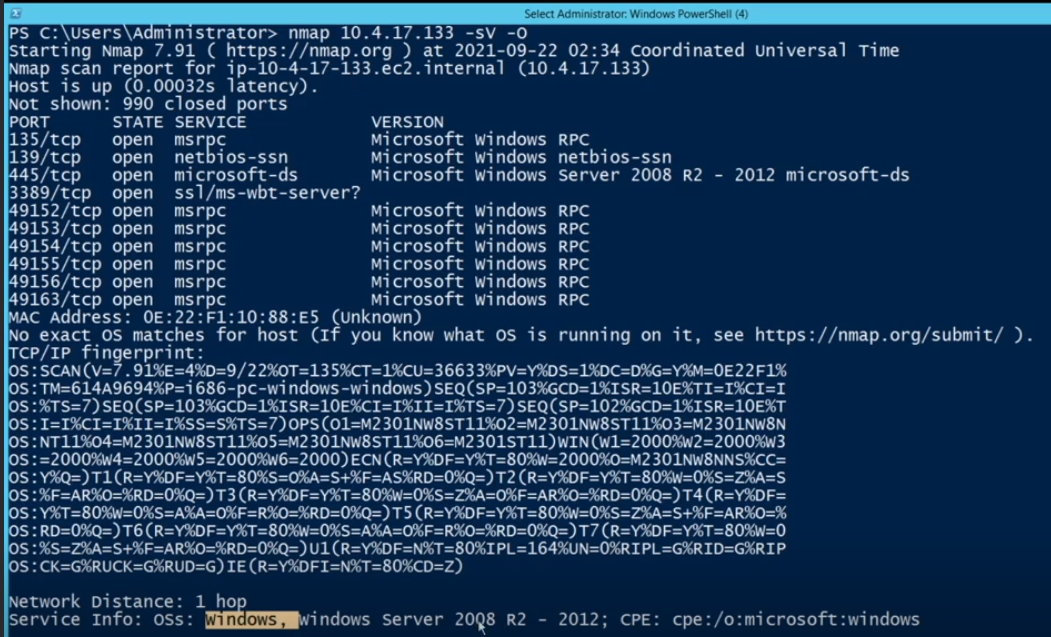 Select Administrator: Windows PowerShell (4)
PS C:\Users\Administrator> nmap 10.4.17.133 -sV -O
Starting Nmap 7.91 ( https://nmap.org ) at 2021-09-22 02:34 Coordinated Universal Time
Nmap scan report for ip-10-4-17-133.ec2.internal (10.4.17.133)
Host is up (0.00032s latency).
Not shown: 990 closed ports
PORT STATE SERVICE VERSION
135/tcp open msrpc Microsoft Windows RPC
139/tcp open netbios-ssn Microsoft Windows netbios-ssn
445/tcp open microsoft-ds Microsoft Windows Server 2008 R2 - 2012 microsoft-ds
3389/tcp open ssl/ms-wbt-server?
49152/tcp open msrpc Microsoft Windows RPC
49153/tcp open msrpc Microsoft Windows RPC
49154/tcp open msrpc Microsoft Windows RPC
49155/tcp open msrpc Microsoft Windows RPC
49156/tcp open msrpc Microsoft Windows RPC
49163/tcp open msrpc Microsoft Windows RPC
MAC Address: 0E:22:F1:10:88:E5 (Unknown)
No exact OS matches for host (If you know what OS is running on it, see https://nmap.org/submit/ ).
TCP/IP fingerprint:
OS:SCAN(V=7.91%E=4%D=9/22%OT=135%CT=1%CU=36633%PV=Y%DS=1%DC=D%G=Y%M=0E22F1%
OS:TM=614A9694%P=i686-pc-windows-windows)SEQ(SP=103%GCD=1%ISR=10E%TI=I%CI=I
OS:%TS=7)SEQ(SP=103%GCD=1%ISR=10E%CI=I%II=I%TS=7)SEQ(SP=102%GCD=1%ISR=10E%T
OS:I=I%CI=I%II=I%SS=S%TS=7)OPS(O1=M2301NW8ST11%O2=M2301NW8ST11%O3=M2301NW8N
OS:NT11%O4=M2301NW8ST11%O5=M2301NW8ST11%O6=M2301ST11)WIN(W1=2000%W2=2000%W3
OS:=2000%W4=2000%W5=2000%W6=2000)ECN(R=Y%DF=Y%T=80%W=2000%O=M2301NW8NNS%CC=
OS:Y%Q=)T1(R=Y%DF=Y%T=80%S=O%A=S+%F=AS%RD=0%Q=)T2(R=Y%DF=Y%T=80%W=0%S=Z%A=S
OS:%F=AR%O=%RD=0%Q=)T3(R=Y%DF=Y%T=80%W=0%S=Z%A=O%F=AR%O=%RD=0%Q=)T4(R=Y%DF=
OS:Y%T=80%W=0%S=A%A=O%F=R%O=%RD=0%Q=)T5(R=Y%DF=Y%T=80%W=0%S=Z%A=S+%F=AR%O=%
OS:RD=0%Q=)T6(R=Y%DF=Y%T=80%W=0%S=A%A=O%F=R%O=%RD=0%Q=)T7(R=Y%DF=Y%T=80%W=0
OS:%S=Z%A=S+%F=AR%O=%RD=0%Q=)U1(R=Y%DF=N%T=80%IPL=164%UN=0%RIPL=G%RID=G%RIP
OS:CK=G%RUCK=G%RUD=G)IE(R=Y%DFI=N%T=80%CD=Z)
Network Distance: 1 hop
Service Info: OSs: Windows, Windows Server 2008 R2 - 2012; CPE: cpe:/o:microsoft:windows